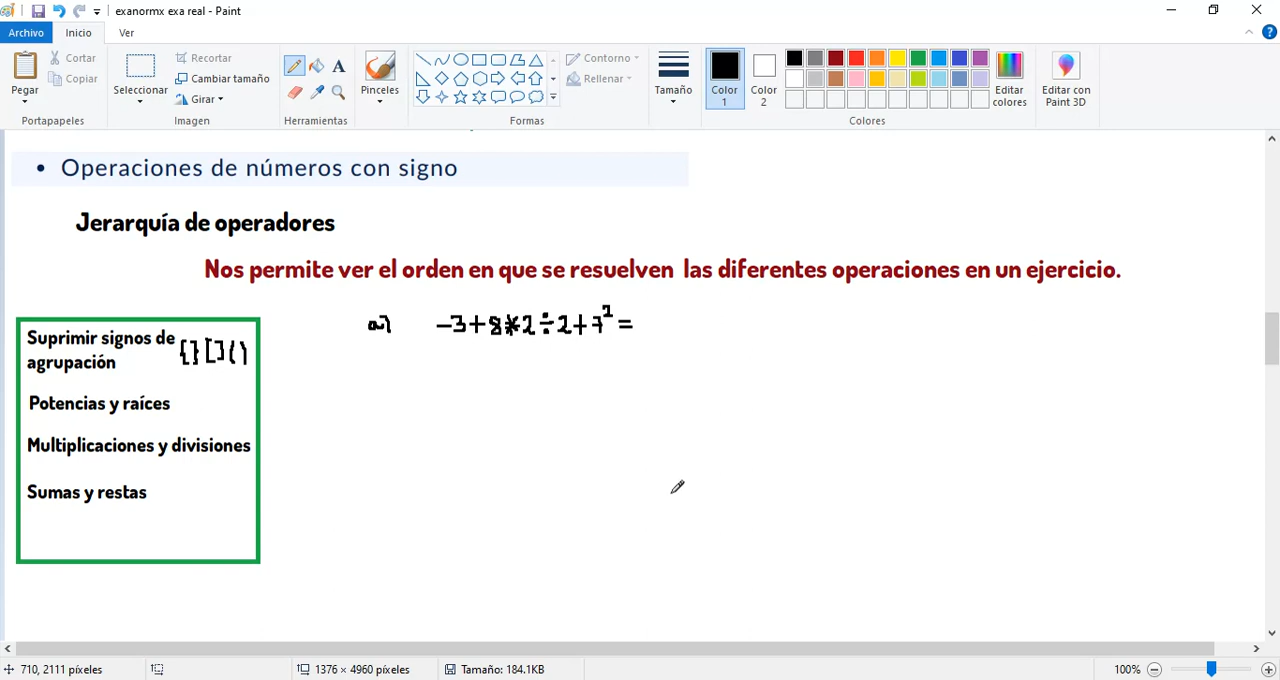 exanormx exa real - Paint
Archivo Inicio Ver
Pegar
Cortar
Copiar
Portapapeles
Seleccionar
Recortar
Cambiar tamaño
Girar
Imagen
A
Herramientas
Pinceles
Contorno
Rellenar
Formas
Tamaño
Color 1
Color 2
Editar colores
Colores
Editar con Paint 3D
• Operaciones de números con signo
Jerarquía de operadores
Nos permite ver el orden en que se resuelven las diferentes operaciones en un ejercicio.
a) -3+8*2÷2+7²=
Suprimir signos de
agrupación {}[]()
Potencias y raíces
Multiplicaciones y divisiones
Sumas y restas
710, 2111 píxeles
1376 × 4960 píxeles
Tamaño: 184.1KB
100%